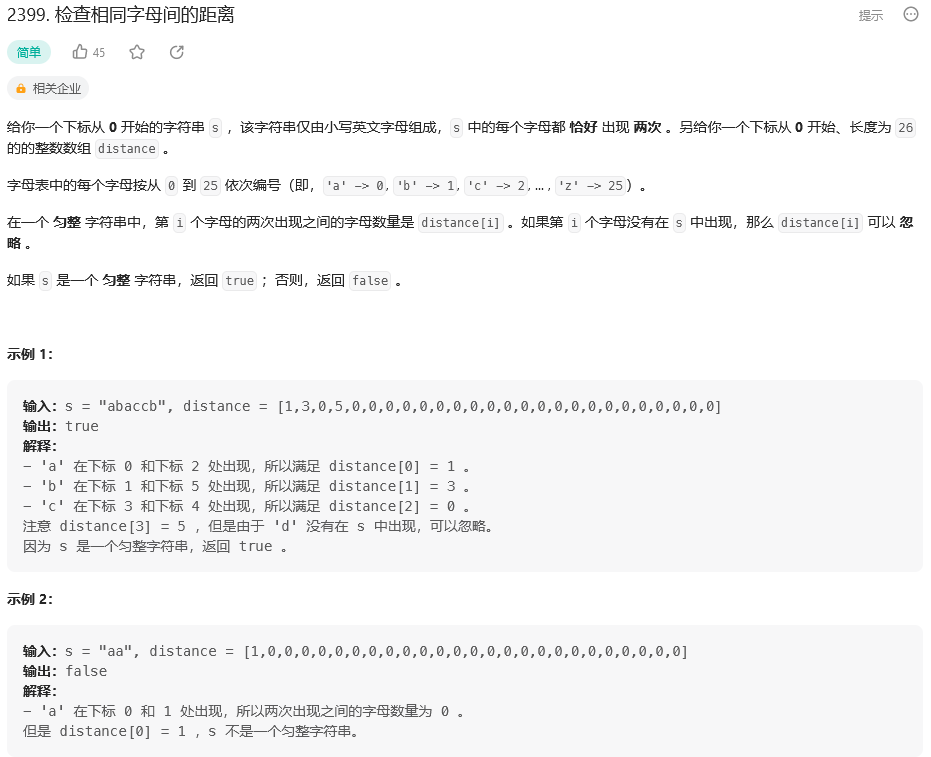 2399. 检查相同字母间的距离
提示
简单 45
相关企业
给你一个下标从 0 开始的字符串 s ，该字符串仅由小写英文字母组成，s 中的每个字母都 恰好 出现 两次 。另给你一个下标从 0 开始、长度为 26
的的整数数组 distance 。
字母表中的每个字母按从 0 到 25 依次编号（即，'a' -> 0, 'b' -> 1, 'c' -> 2, … , 'z' -> 25）。
在一个 匀整 字符串中，第 i 个字母的两次出现之间的字母数量是 distance[i] 。如果第 i 个字母没有在 s 中出现，那么 distance[i] 可以 忽
略 。
如果 s 是一个 匀整 字符串，返回 true ；否则，返回 false 。
示例 1：
输入：s = "abaccb", distance = [1,3,0,5,0,0,0,0,0,0,0,0,0,0,0,0,0,0,0,0,0,0,0,0,0,0]
输出：true
解释：
- 'a' 在下标 0 和下标 2 处出现，所以满足 distance[0] = 1 。
- 'b' 在下标 1 和下标 5 处出现，所以满足 distance[1] = 3 。
- 'c' 在下标 3 和下标 4 处出现，所以满足 distance[2] = 0 。
注意 distance[3] = 5 ，但是由于 'd' 没有在 s 中出现，可以忽略。
因为 s 是一个匀整字符串，返回 true 。
示例 2：
输入：s = "aa", distance = [1,0,0,0,0,0,0,0,0,0,0,0,0,0,0,0,0,0,0,0,0,0,0,0,0,0]
输出：false
解释：
- 'a' 在下标 0 和 1 处出现，所以两次出现之间的字母数量为 0 。
但是 distance[0] = 1 ，s 不是一个匀整字符串。